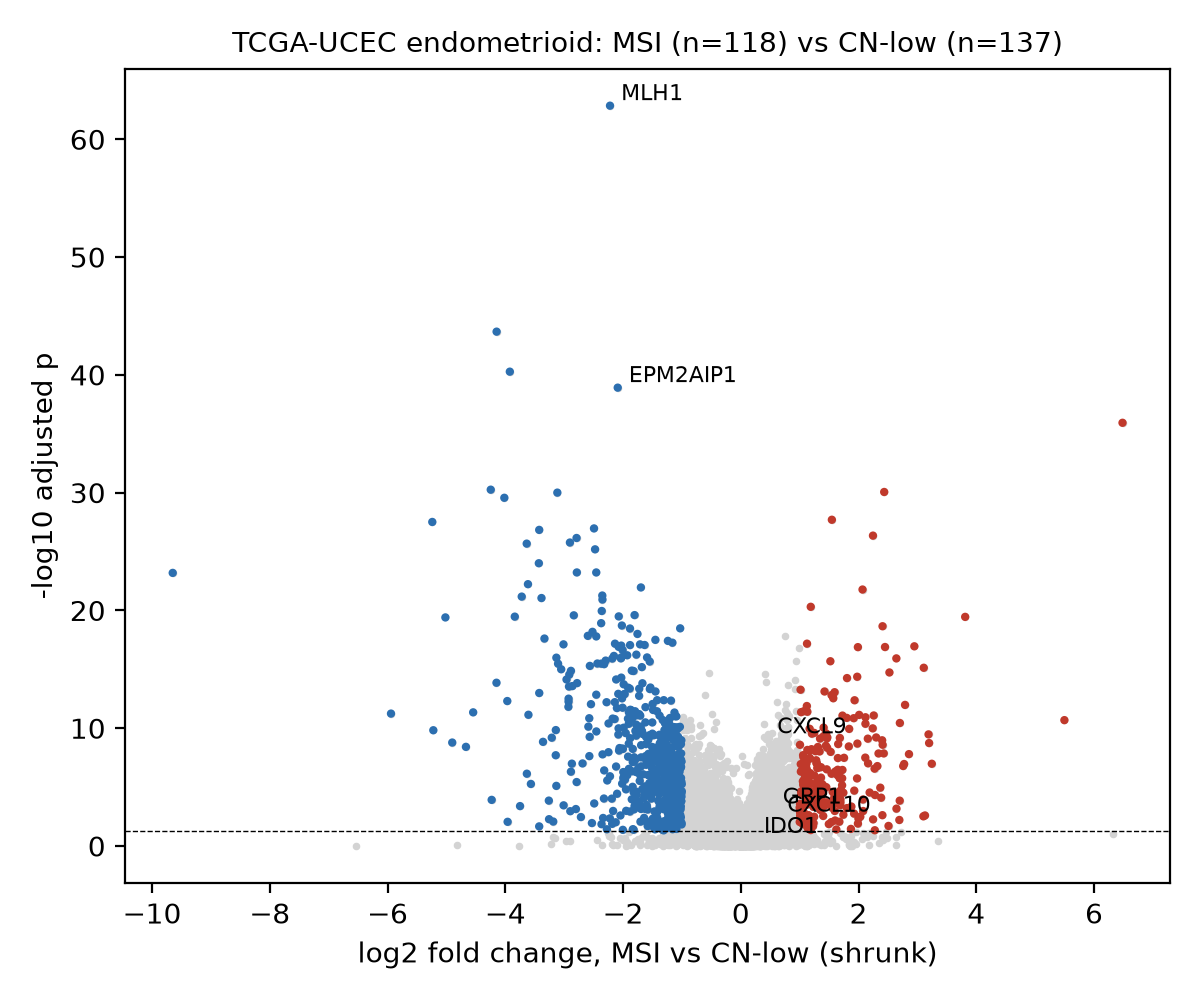 TCGA-UCEC endometrioid: MSI (n=118) vs CN-low (n=137)
MLH1
EPM2AIP1
CXCL9
GBP1
CXCL10
IDO1
-log10 adjusted p
60
50
40
30
20
10
0
−10 −8 −6 −4 −2 0 2 4 6
log2 fold change, MSI vs CN-low (shrunk)